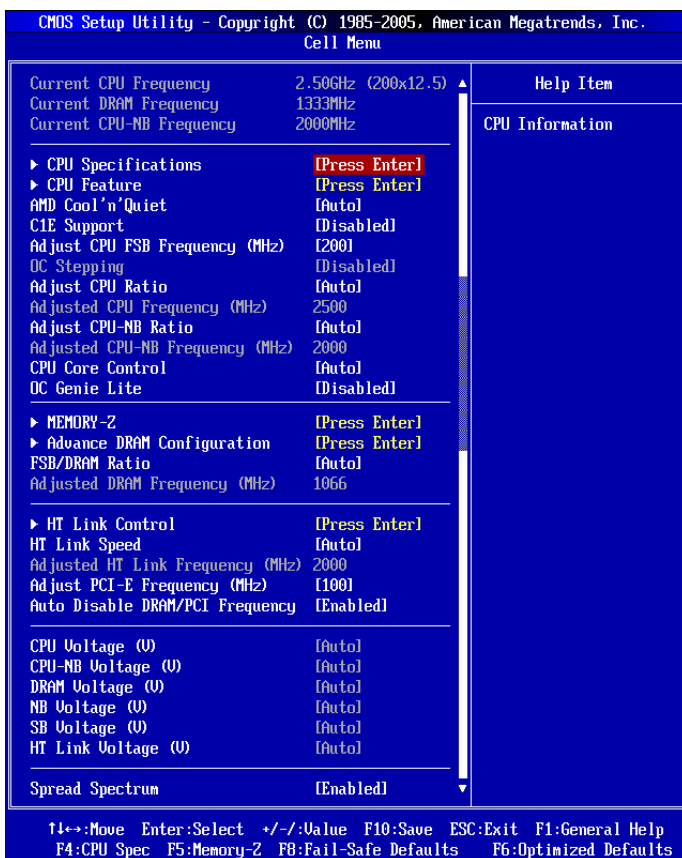 CMOS Setup Utility - Copyright (C) 1985-2005, American Megatrends, Inc.
Cell Menu
Current CPU Frequency 2.50GHz (200x12.5)
Current DRAM Frequency 1333MHz
Current CPU-NB Frequency 2000MHz
Help Item
CPU Information
▶ CPU Specifications [Press Enter]
▶ CPU Feature [Press Enter]
AMD Cool'n'Quiet [Auto]
C1E Support [Disabled]
Adjust CPU FSB Frequency (MHz) [200]
OC Stepping [Disabled]
Adjust CPU Ratio [Auto]
Adjusted CPU Frequency (MHz) 2500
Adjust CPU-NB Ratio [Auto]
Adjusted CPU-NB Frequency (MHz) 2000
CPU Core Control [Auto]
OC Genie Lite [Disabled]
▶ MEMORY-Z [Press Enter]
▶ Advance DRAM Configuration [Press Enter]
FSB/DRAM Ratio [Auto]
Adjusted DRAM Frequency (MHz) 1066
▶ HT Link Control [Press Enter]
HT Link Speed [Auto]
Adjusted HT Link Frequency (MHz) 2000
Adjust PCI-E Frequency (MHz) [100]
Auto Disable DRAM/PCI Frequency [Enabled]
CPU Voltage (V) [Auto]
CPU-NB Voltage (V) [Auto]
DRAM Voltage (V) [Auto]
NB Voltage (V) [Auto]
SB Voltage (V) [Auto]
HT Link Voltage (V) [Auto]
Spread Spectrum [Enabled]
↑↓←→:Move Enter:Select +/-/:Value F10:Save ESC:Exit F1:General Help
F4:CPU Spec F5:Memory-Z F8:Fail-Safe Defaults F6:Optimized Defaults